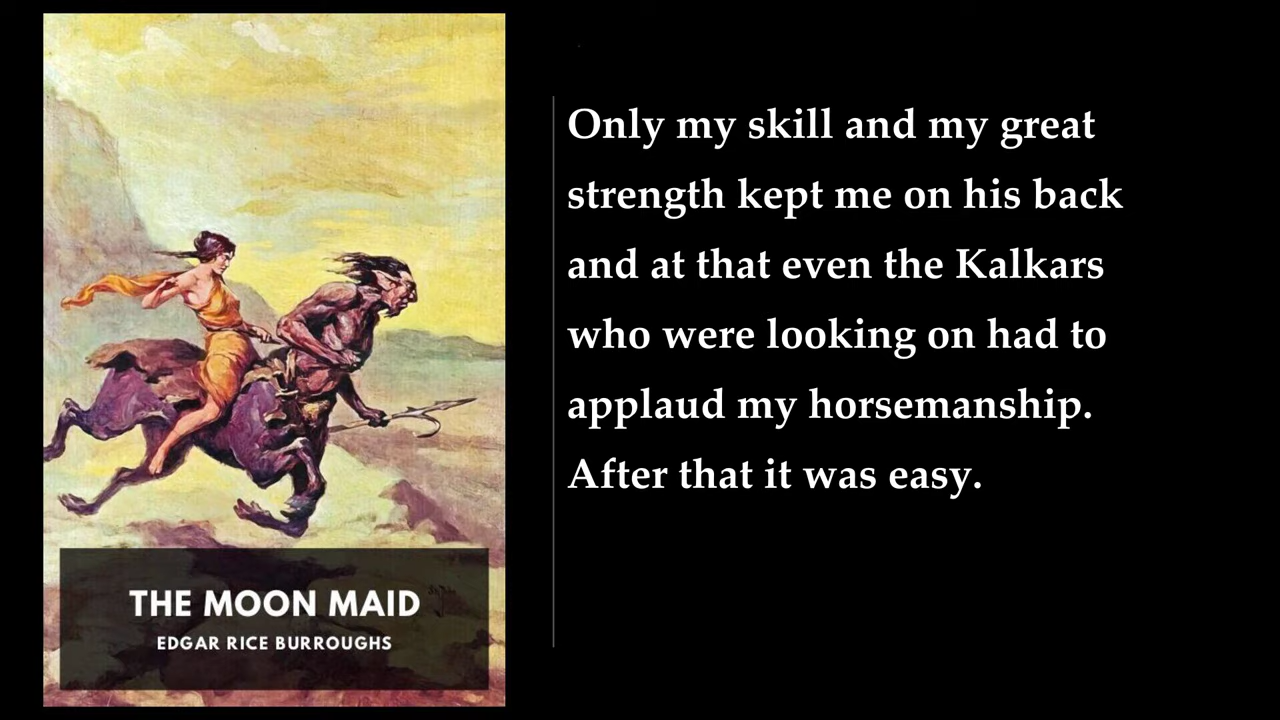 THE MOON MAID
EDGAR RICE BURROUGHS
Only my skill and my great
strength kept me on his back
and at that even the Kalkars
who were looking on had to
applaud my horsemanship.
After that it was easy.